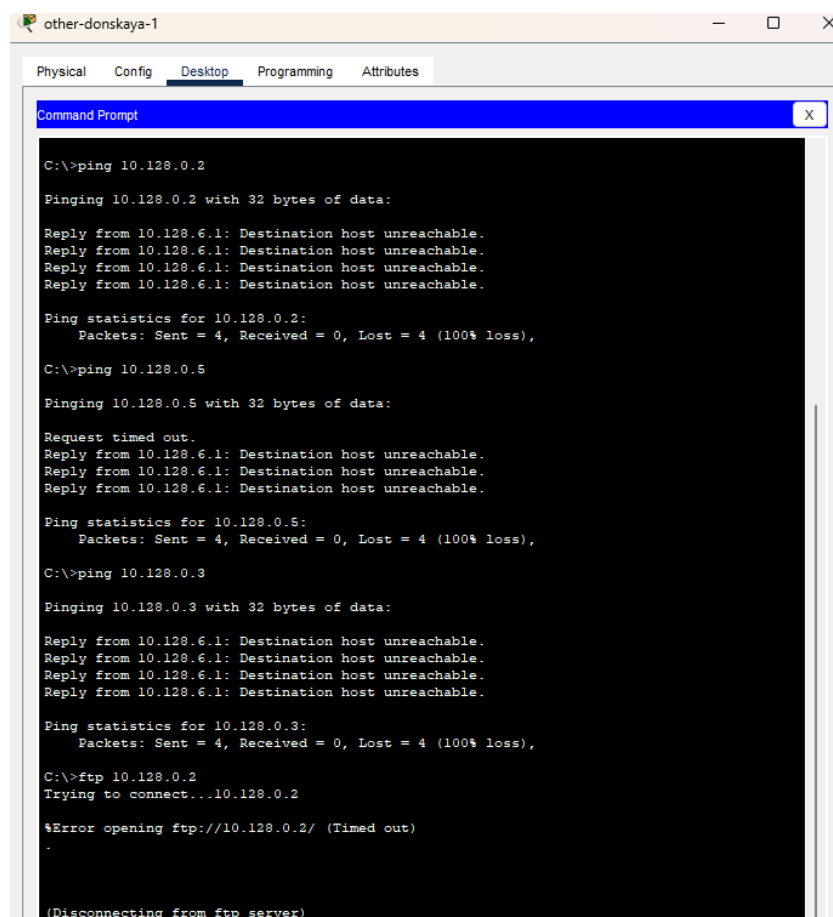 other-donskaya-1
Physical Config Desktop Programming Attributes
Command Prompt
X
C:\>ping 10.128.0.2
Pinging 10.128.0.2 with 32 bytes of data:
Reply from 10.128.6.1: Destination host unreachable.
Reply from 10.128.6.1: Destination host unreachable.
Reply from 10.128.6.1: Destination host unreachable.
Reply from 10.128.6.1: Destination host unreachable.
Ping statistics for 10.128.0.2:
Packets: Sent = 4, Received = 0, Lost = 4 (100% loss),
C:\>ping 10.128.0.5
Pinging 10.128.0.5 with 32 bytes of data:
Request timed out.
Reply from 10.128.6.1: Destination host unreachable.
Reply from 10.128.6.1: Destination host unreachable.
Reply from 10.128.6.1: Destination host unreachable.
Ping statistics for 10.128.0.5:
Packets: Sent = 4, Received = 0, Lost = 4 (100% loss),
C:\>ping 10.128.0.3
Pinging 10.128.0.3 with 32 bytes of data:
Reply from 10.128.6.1: Destination host unreachable.
Reply from 10.128.6.1: Destination host unreachable.
Reply from 10.128.6.1: Destination host unreachable.
Reply from 10.128.6.1: Destination host unreachable.
Ping statistics for 10.128.0.3:
Packets: Sent = 4, Received = 0, Lost = 4 (100% loss),
C:\>ftp 10.128.0.2
Trying to connect...10.128.0.2
%Error opening ftp://10.128.0.2/ (Timed out)
.
(Disconnecting from ftp server)